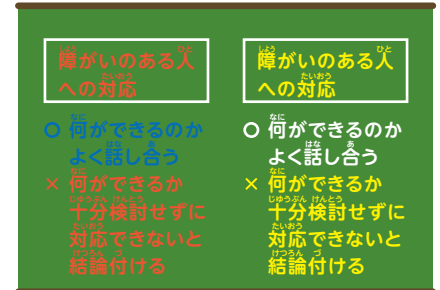 障がいのある人
への対応
○ 何ができるのか
よく話し合う
× 何ができるか
十分検討せずに
対応できないと
結論付ける
障がいのある人
への対応
○ 何ができるのか
よく話し合う
× 何ができるか
十分検討せずに
対応できないと
結論付ける